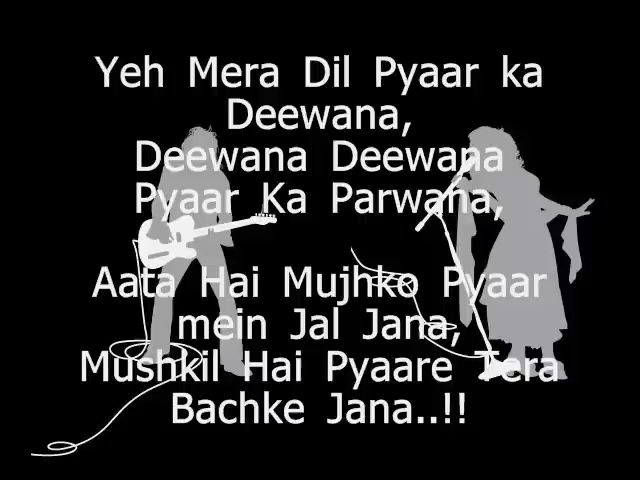 Yeh Mera Dil Pyaar ka
Deewana,
Deewana Deewana
Pyaar Ka Parwana,
Aata Hai Mujhko Pyaar
mein Jal Jana,
Mushkil Hai Pyaare Tera
Bachke Jana..!!